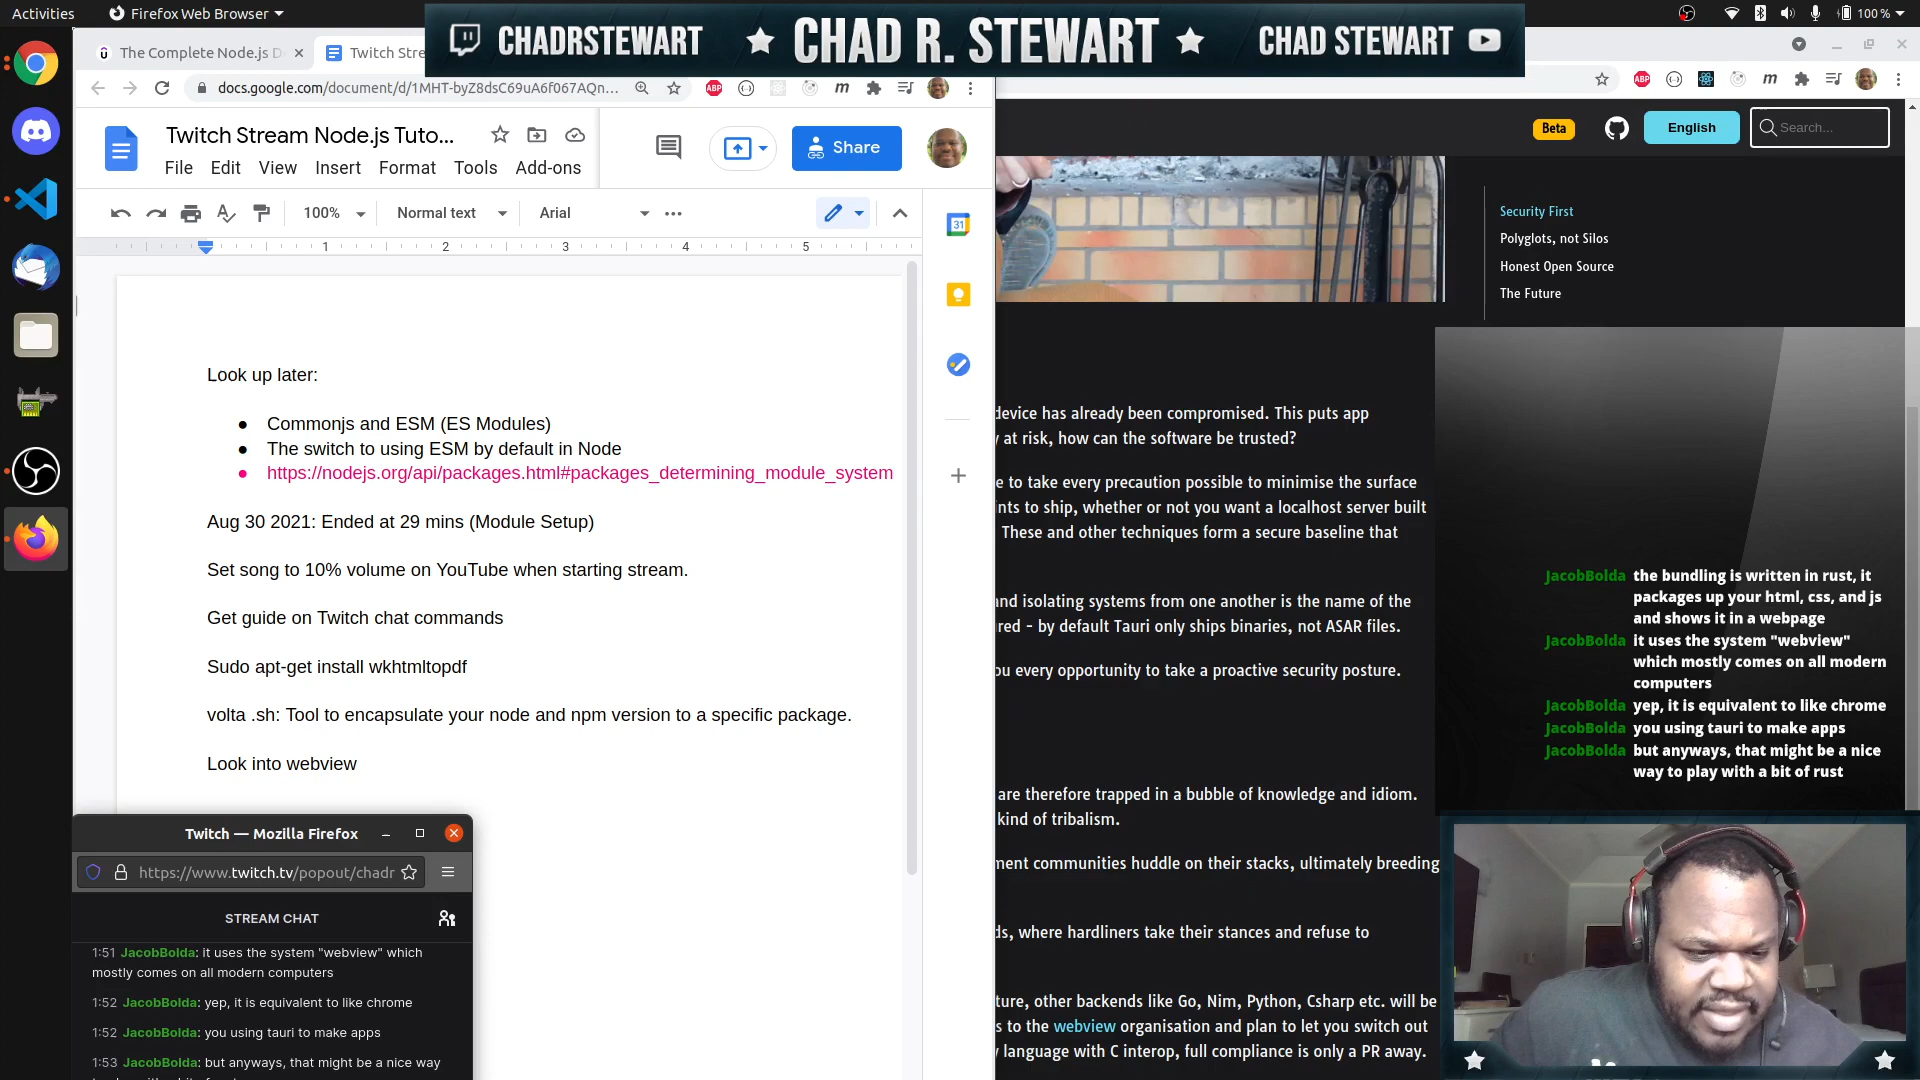 Activities
Firefox Web Browser
100 %
CHADRSTEWART
CHAD R. STEWART
CHAD STEWART
The Complete Node.js D
Twitch Stre
docs.google.com/document/d/1MHT-byZ8dsC69uA6f067AQn...
ABP
ABP
Twitch Stream Node.js Tuto...
Share
File Edit View Insert Format Tools Add-ons
100% Normal text Arial
1 2 3 4 5
31
Beta
English
Search...
Security First
Polyglots, not Silos
Honest Open Source
The Future
Look up later:
● Commonjs and ESM (ES Modules)
● The switch to using ESM by default in Node
● https://nodejs.org/api/packages.html#packages_determining_module_system
Aug 30 2021: Ended at 29 mins (Module Setup)
Set song to 10% volume on YouTube when starting stream.
Get guide on Twitch chat commands
Sudo apt-get install wkhtmltopdf
volta .sh: Tool to encapsulate your node and npm version to a specific package.
Look into webview
device has already been compromised. This puts app
y at risk, how can the software be trusted?
e to take every precaution possible to minimise the surface
ints to ship, whether or not you want a localhost server built
These and other techniques form a secure baseline that
and isolating systems from one another is the name of the
red - by default Tauri only ships binaries, not ASAR files.
ou every opportunity to take a proactive security posture.
are therefore trapped in a bubble of knowledge and idiom.
kind of tribalism.
ment communities huddle on their stacks, ultimately breeding
ds, where hardliners take their stances and refuse to
ture, other backends like Go, Nim, Python, Csharp etc. will be
s to the webview organisation and plan to let you switch out
y language with C interop, full compliance is only a PR away.
JacobBolda the bundling is written in rust, it
packages up your html, css, and js
and shows it in a webpage
JacobBolda it uses the system "webview"
which mostly comes on all modern
computers
JacobBolda yep, it is equivalent to like chrome
JacobBolda you using tauri to make apps
JacobBolda but anyways, that might be a nice
way to play with a bit of rust
Twitch — Mozilla Firefox
https://www.twitch.tv/popout/chadr
STREAM CHAT
1:51 JacobBolda: it uses the system "webview" which
mostly comes on all modern computers
1:52 JacobBolda: yep, it is equivalent to like chrome
1:52 JacobBolda: you using tauri to make apps
1:53 JacobBolda: but anyways, that might be a nice way